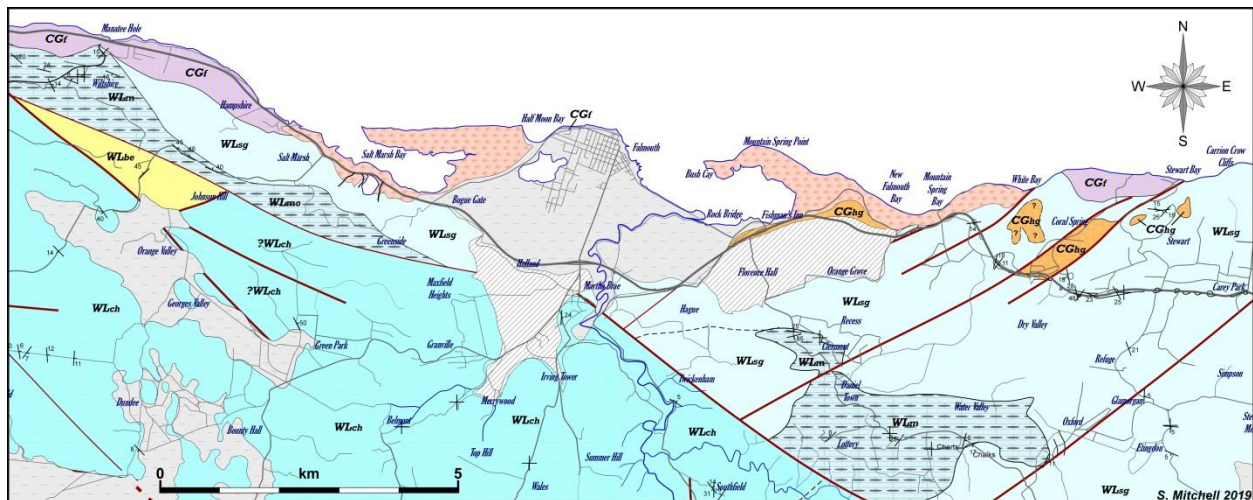 Manatee Hole
CGf
N
W
E
S
CGf
Wiltshire
WLm
Hampshire
Half Moon Bay
CGf
Falmouth
Mountain Spring Point
Carrion Crow
Cliffs
Stewart Bay
WLsg
Salt Marsh
Salt Marsh Bay
WLbe
Bush Cay
New
Falmouth
Bay
Mountain
Spring
Bay
White Bay
CGf
Johnson Hill
WLmo
Bogue Gate
Rock Bridge
Fishman's Inn
CGhg
CGhg
Coral Spring
CGhg
CGhg
Stewart
WLsg
Orange Valley
?WLch
Greenside
WLsg
Holland
Florence Hall
Orange Grove
Carey Park
WLch
Georges Valley
?WLch
Maxfield
Heights
Martha Brae
Hague
WLsg
Recess
Dry Valley
Green Park
Granville
WLsg
Clermont
WLm
Refuge
Dundee
Irving Tower
Twickenham
Daniel
Town
Simpson
Bounty Hall
WLch
Belmont
Merrywood
WLch
WLch
WLm
Water Valley
Oxford
Glamorgan
Top Hill
Summer Hill
Lottery
Cherts
Chalks
Elingdon
0
km
5
Wales
Southfield
WLsg
S. Mitchell 2013